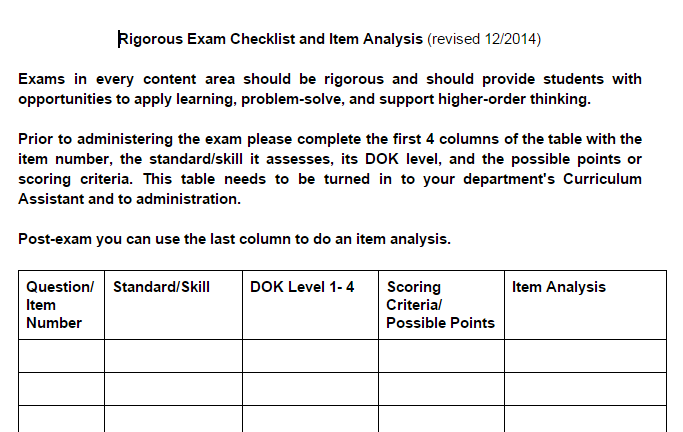 Rigorous Exam Checklist and Item Analysis (revised 12/2014)
Exams in every content area should be rigorous and should provide students with
opportunities to apply learning, problem-solve, and support higher-order thinking.
Prior to administering the exam please complete the first 4 columns of the table with the
item number, the standard/skill it assesses, its DOK level, and the possible points or
scoring criteria. This table needs to be turned in to your department's Curriculum
Assistant and to administration.
Post-exam you can use the last column to do an item analysis.
Question/
Item
Number
Standard/Skill
DOK Level 1- 4
Scoring
Criteria/
Possible Points
Item Analysis